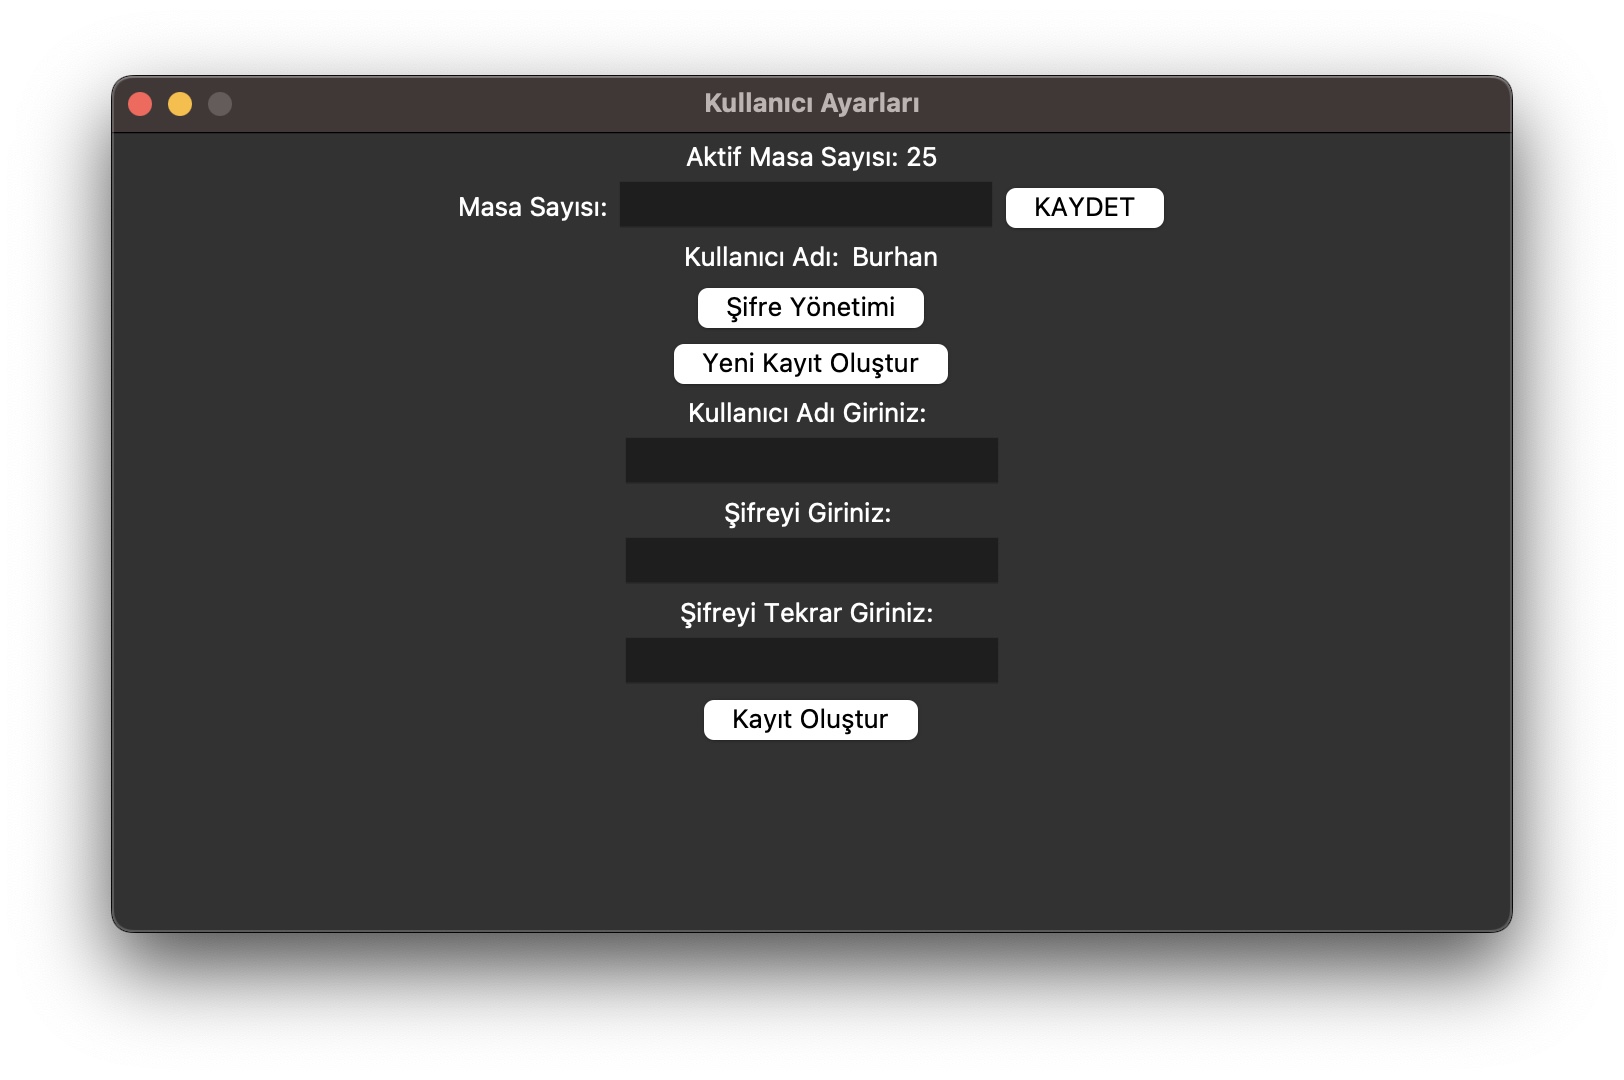 Kullanıcı Ayarları
Aktif Masa Sayısı: 25
Masa Sayısı: KAYDET
Kullanıcı Adı: Burhan
Şifre Yönetimi
Yeni Kayıt Oluştur
Kullanıcı Adı Giriniz:
Şifreyi Giriniz:
Şifreyi Tekrar Giriniz:
Kayıt Oluştur